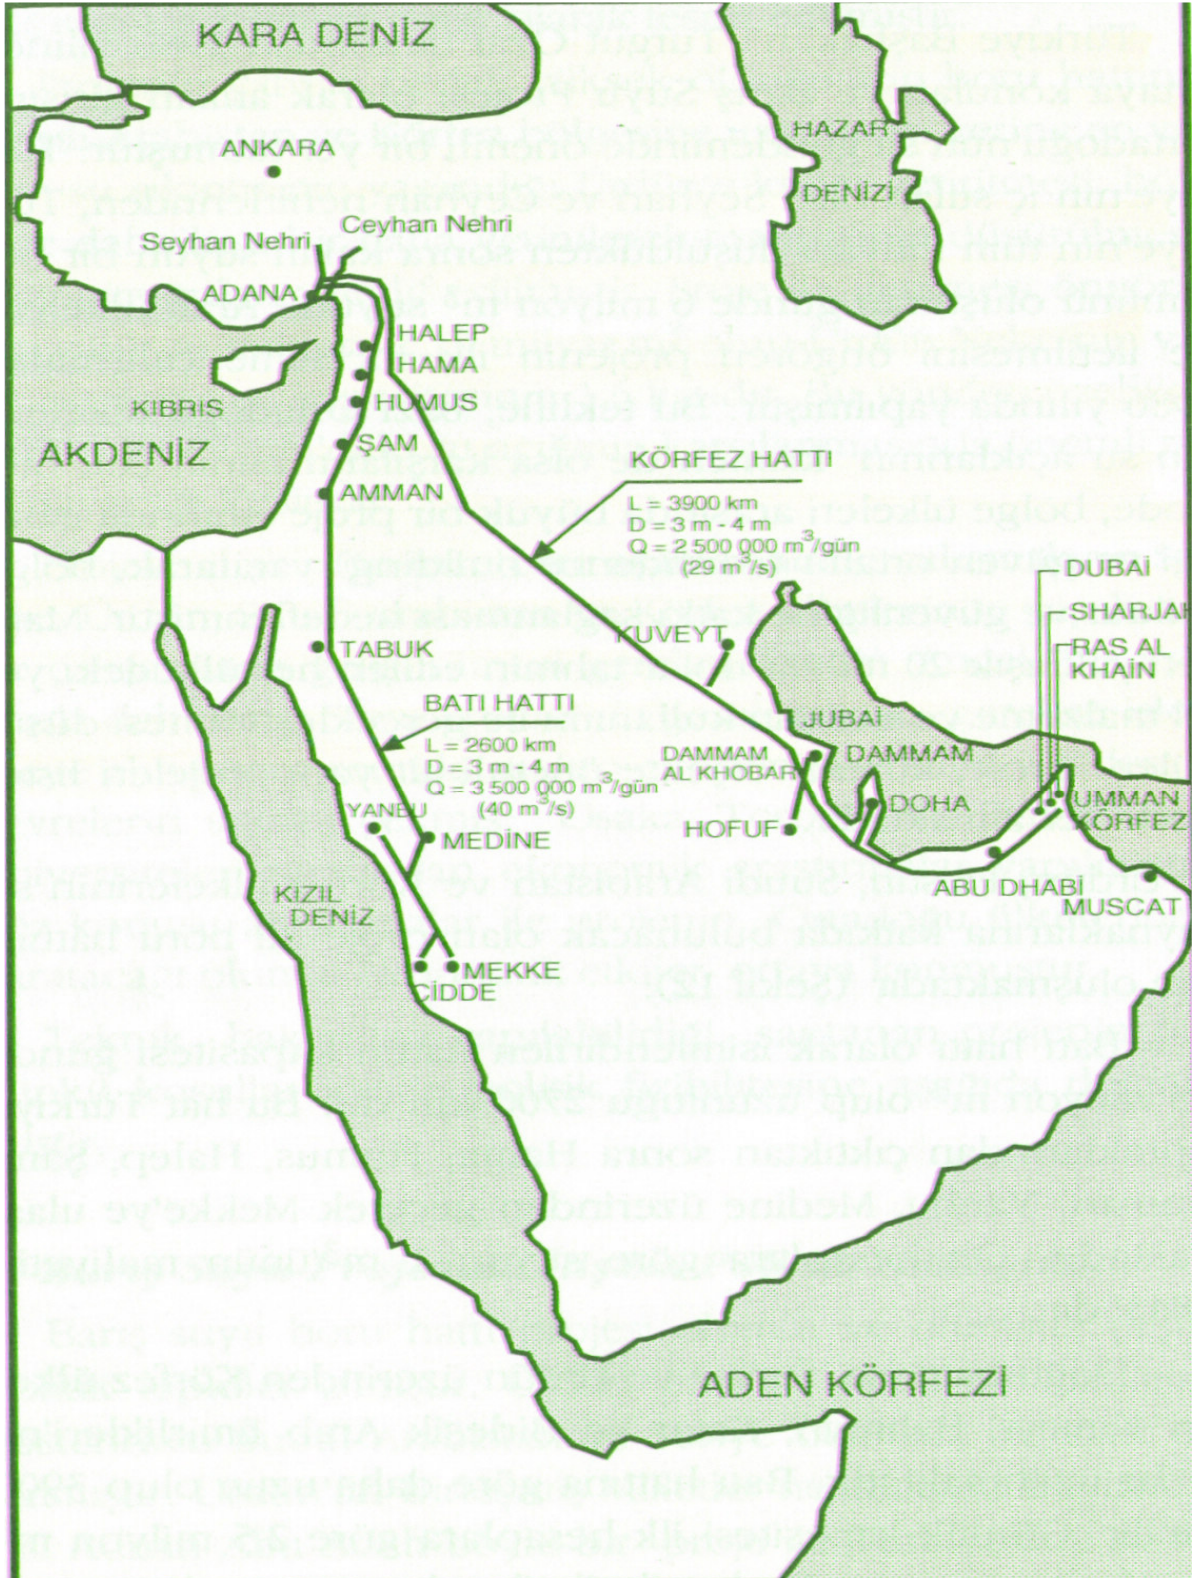 KARA DENİZ
HAZAR
DENİZİ
ANKARA
Seyhan Nehri
Ceyhan Nehri
ADANA
HALEP
HAMA
HUMUS
KIBRIS
ŞAM
AKDENİZ
AMMAN
KÖRFEZ HATTI
L = 3900 km
D = 3 m - 4 m
Q = 2 500 000 m³/gün
(29 m³/s)
DUBAİ
SHARJAH
RAS AL
KHAIN
KUVEYT
TABUK
BATI HATTI
L = 2600 km
D = 3 m - 4 m
Q = 3 500 000 m³/gün
(40 m³/s)
JUBAİ
DAMMAM
AL KHOBAR
DAMMAM
DOHA
UMMAN
KÖRFEZ
HOFUF
YANBU
MEDİNE
ABU DHABİ
MUSCAT
KIZIL
DENİZ
MEKKE
CİDDE
ADEN KÖRFEZİ